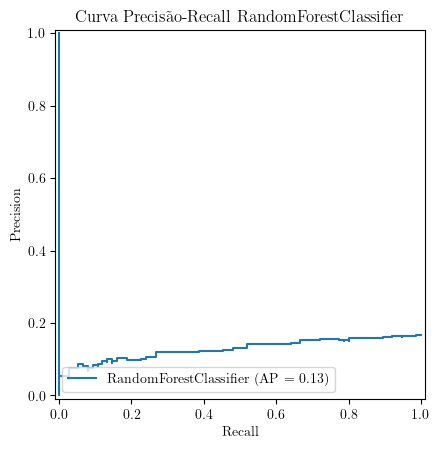 Curva Precisão-Recall RandomForestClassifier
1.0
0.8
0.6
0.4
0.2
0.0
Precision
RandomForestClassifier (AP = 0.13)
0.0 0.2 0.4 0.6 0.8 1.0
Recall